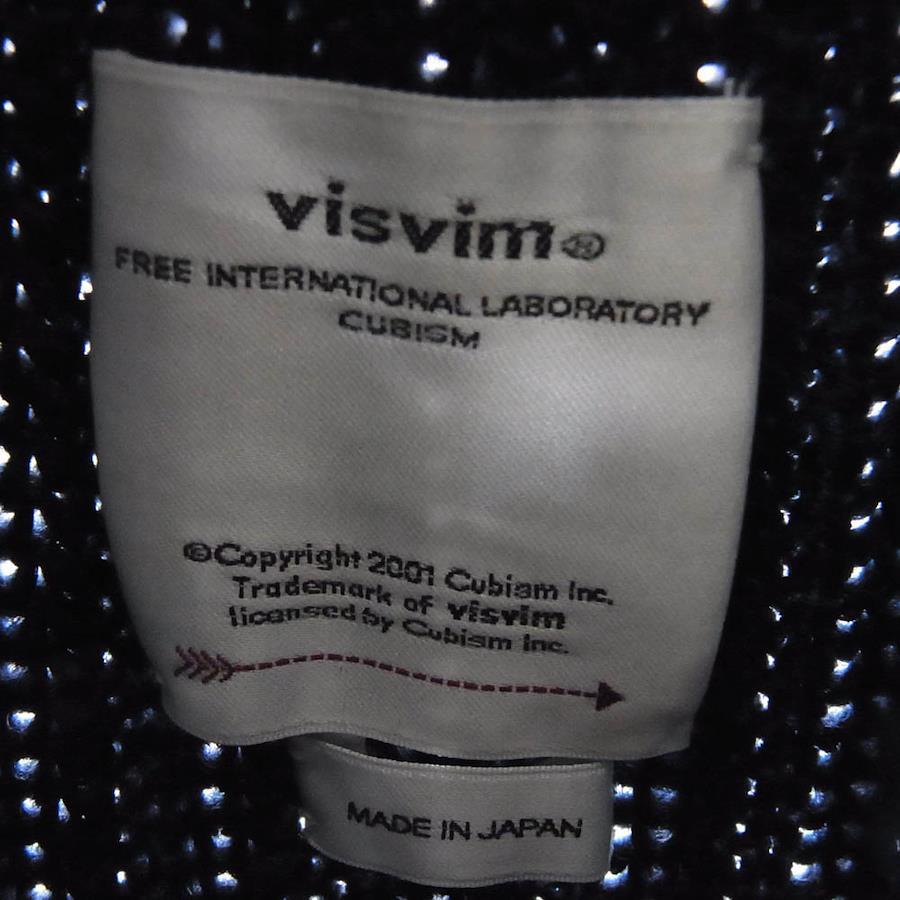 visvim®
FREE INTERNATIONAL LABORATORY
CUBISM
©Copyright 2001 Cubism Inc.
Trademark of visvim
licensed by Cubism Inc.
MADE IN JAPAN